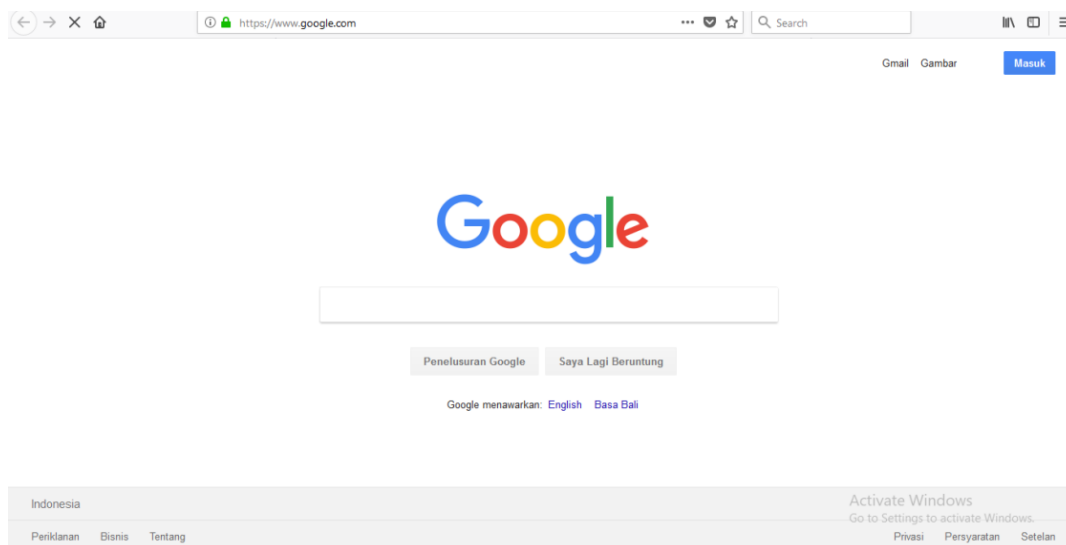 https://www.google.com Search
Gmail Gambar Masuk
Google
Penelusuran Google Saya Lagi Beruntung
Google menawarkan: English Basa Bali
Indonesia
Activate Windows
Go to Settings to activate Windows.
Periklanan Bisnis Tentang Privasi Persyaratan Setelan